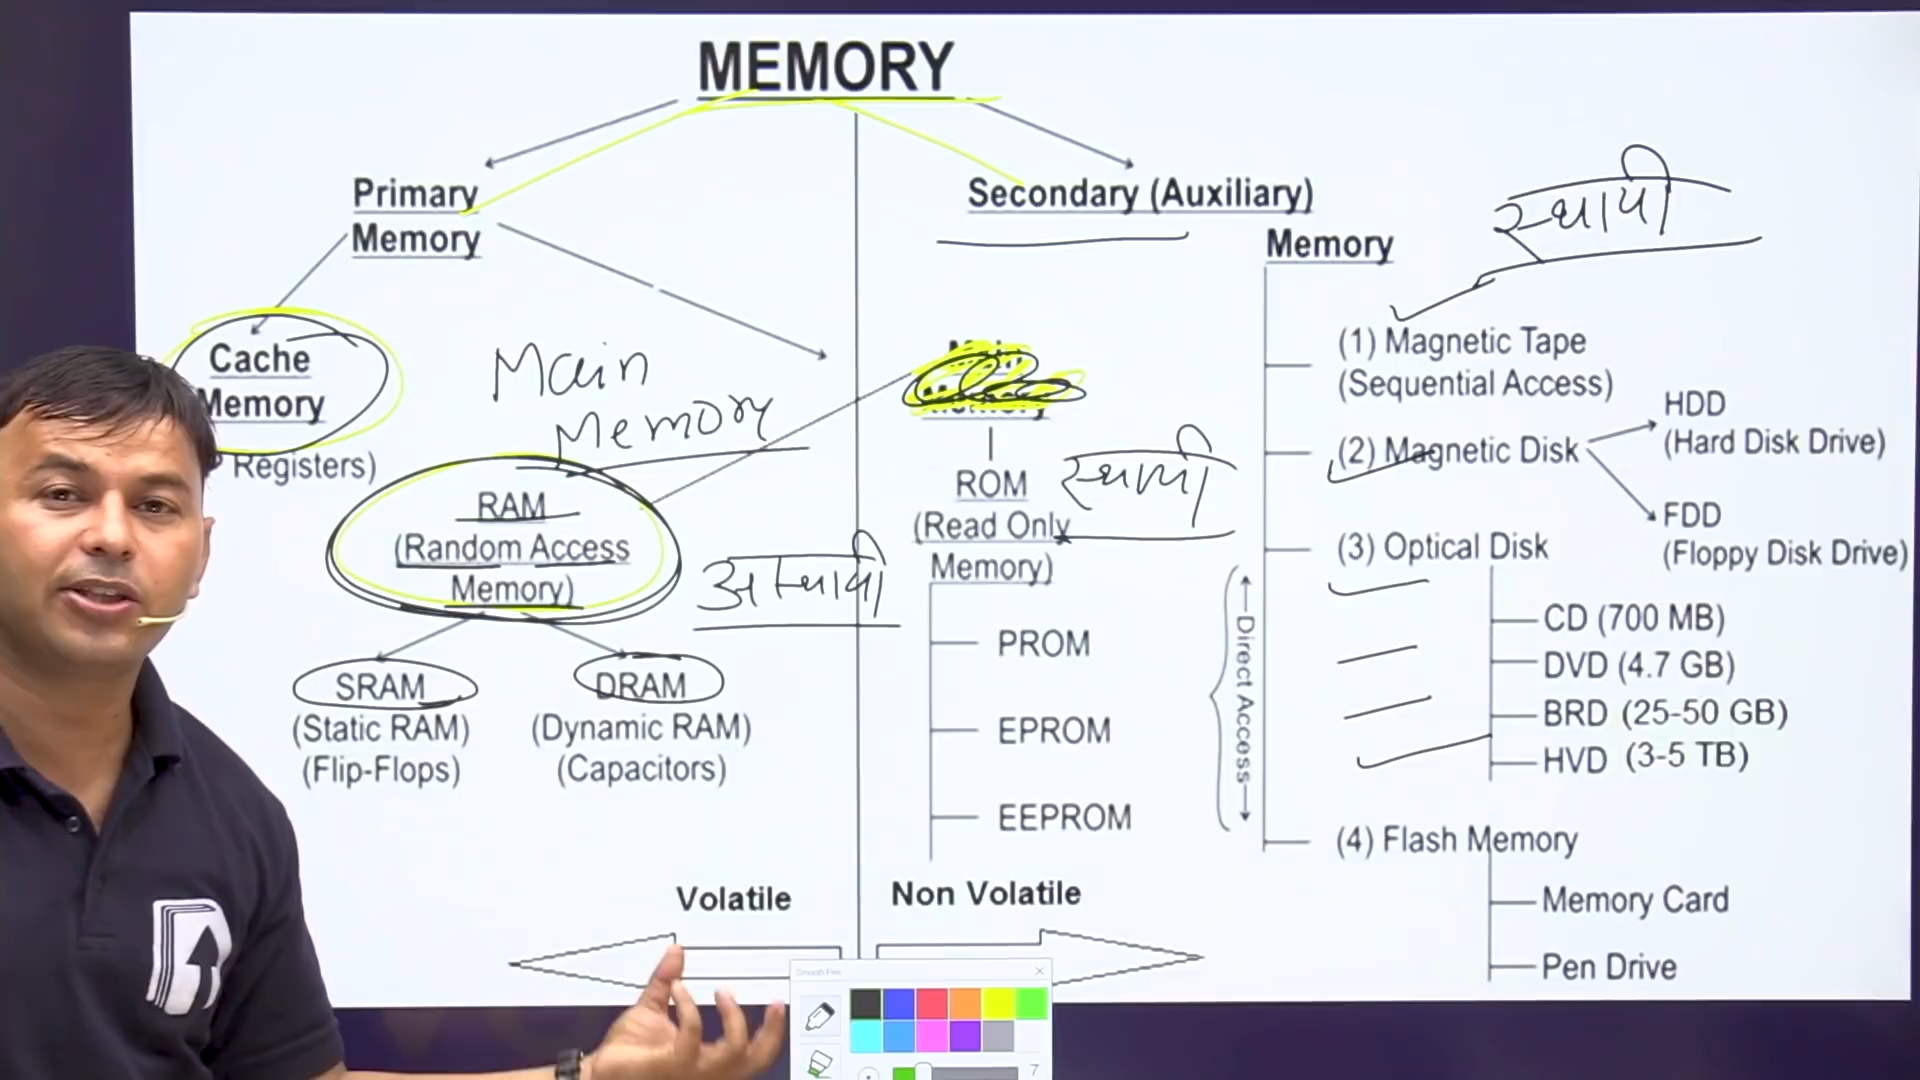 MEMORY
Primary
Memory
Secondary (Auxiliary)
Memory
स्थायी
Cache
Memory
Registers)
Main
Memory
RAM
(Random Access
Memory)
अस्थायी
SRAM
(Static RAM)
(Flip-Flops)
DRAM
(Dynamic RAM)
(Capacitors)
ROM
(Read Only
Memory)
स्थायी
PROM
EPROM
EEPROM
Direct Access
(1) Magnetic Tape
(Sequential Access)
(2) Magnetic Disk
HDD
(Hard Disk Drive)
FDD
(Floppy Disk Drive)
(3) Optical Disk
CD (700 MB)
DVD (4.7 GB)
BRD (25-50 GB)
HVD (3-5 TB)
(4) Flash Memory
Memory Card
Pen Drive
Volatile
Non Volatile
Smooth Pen
7